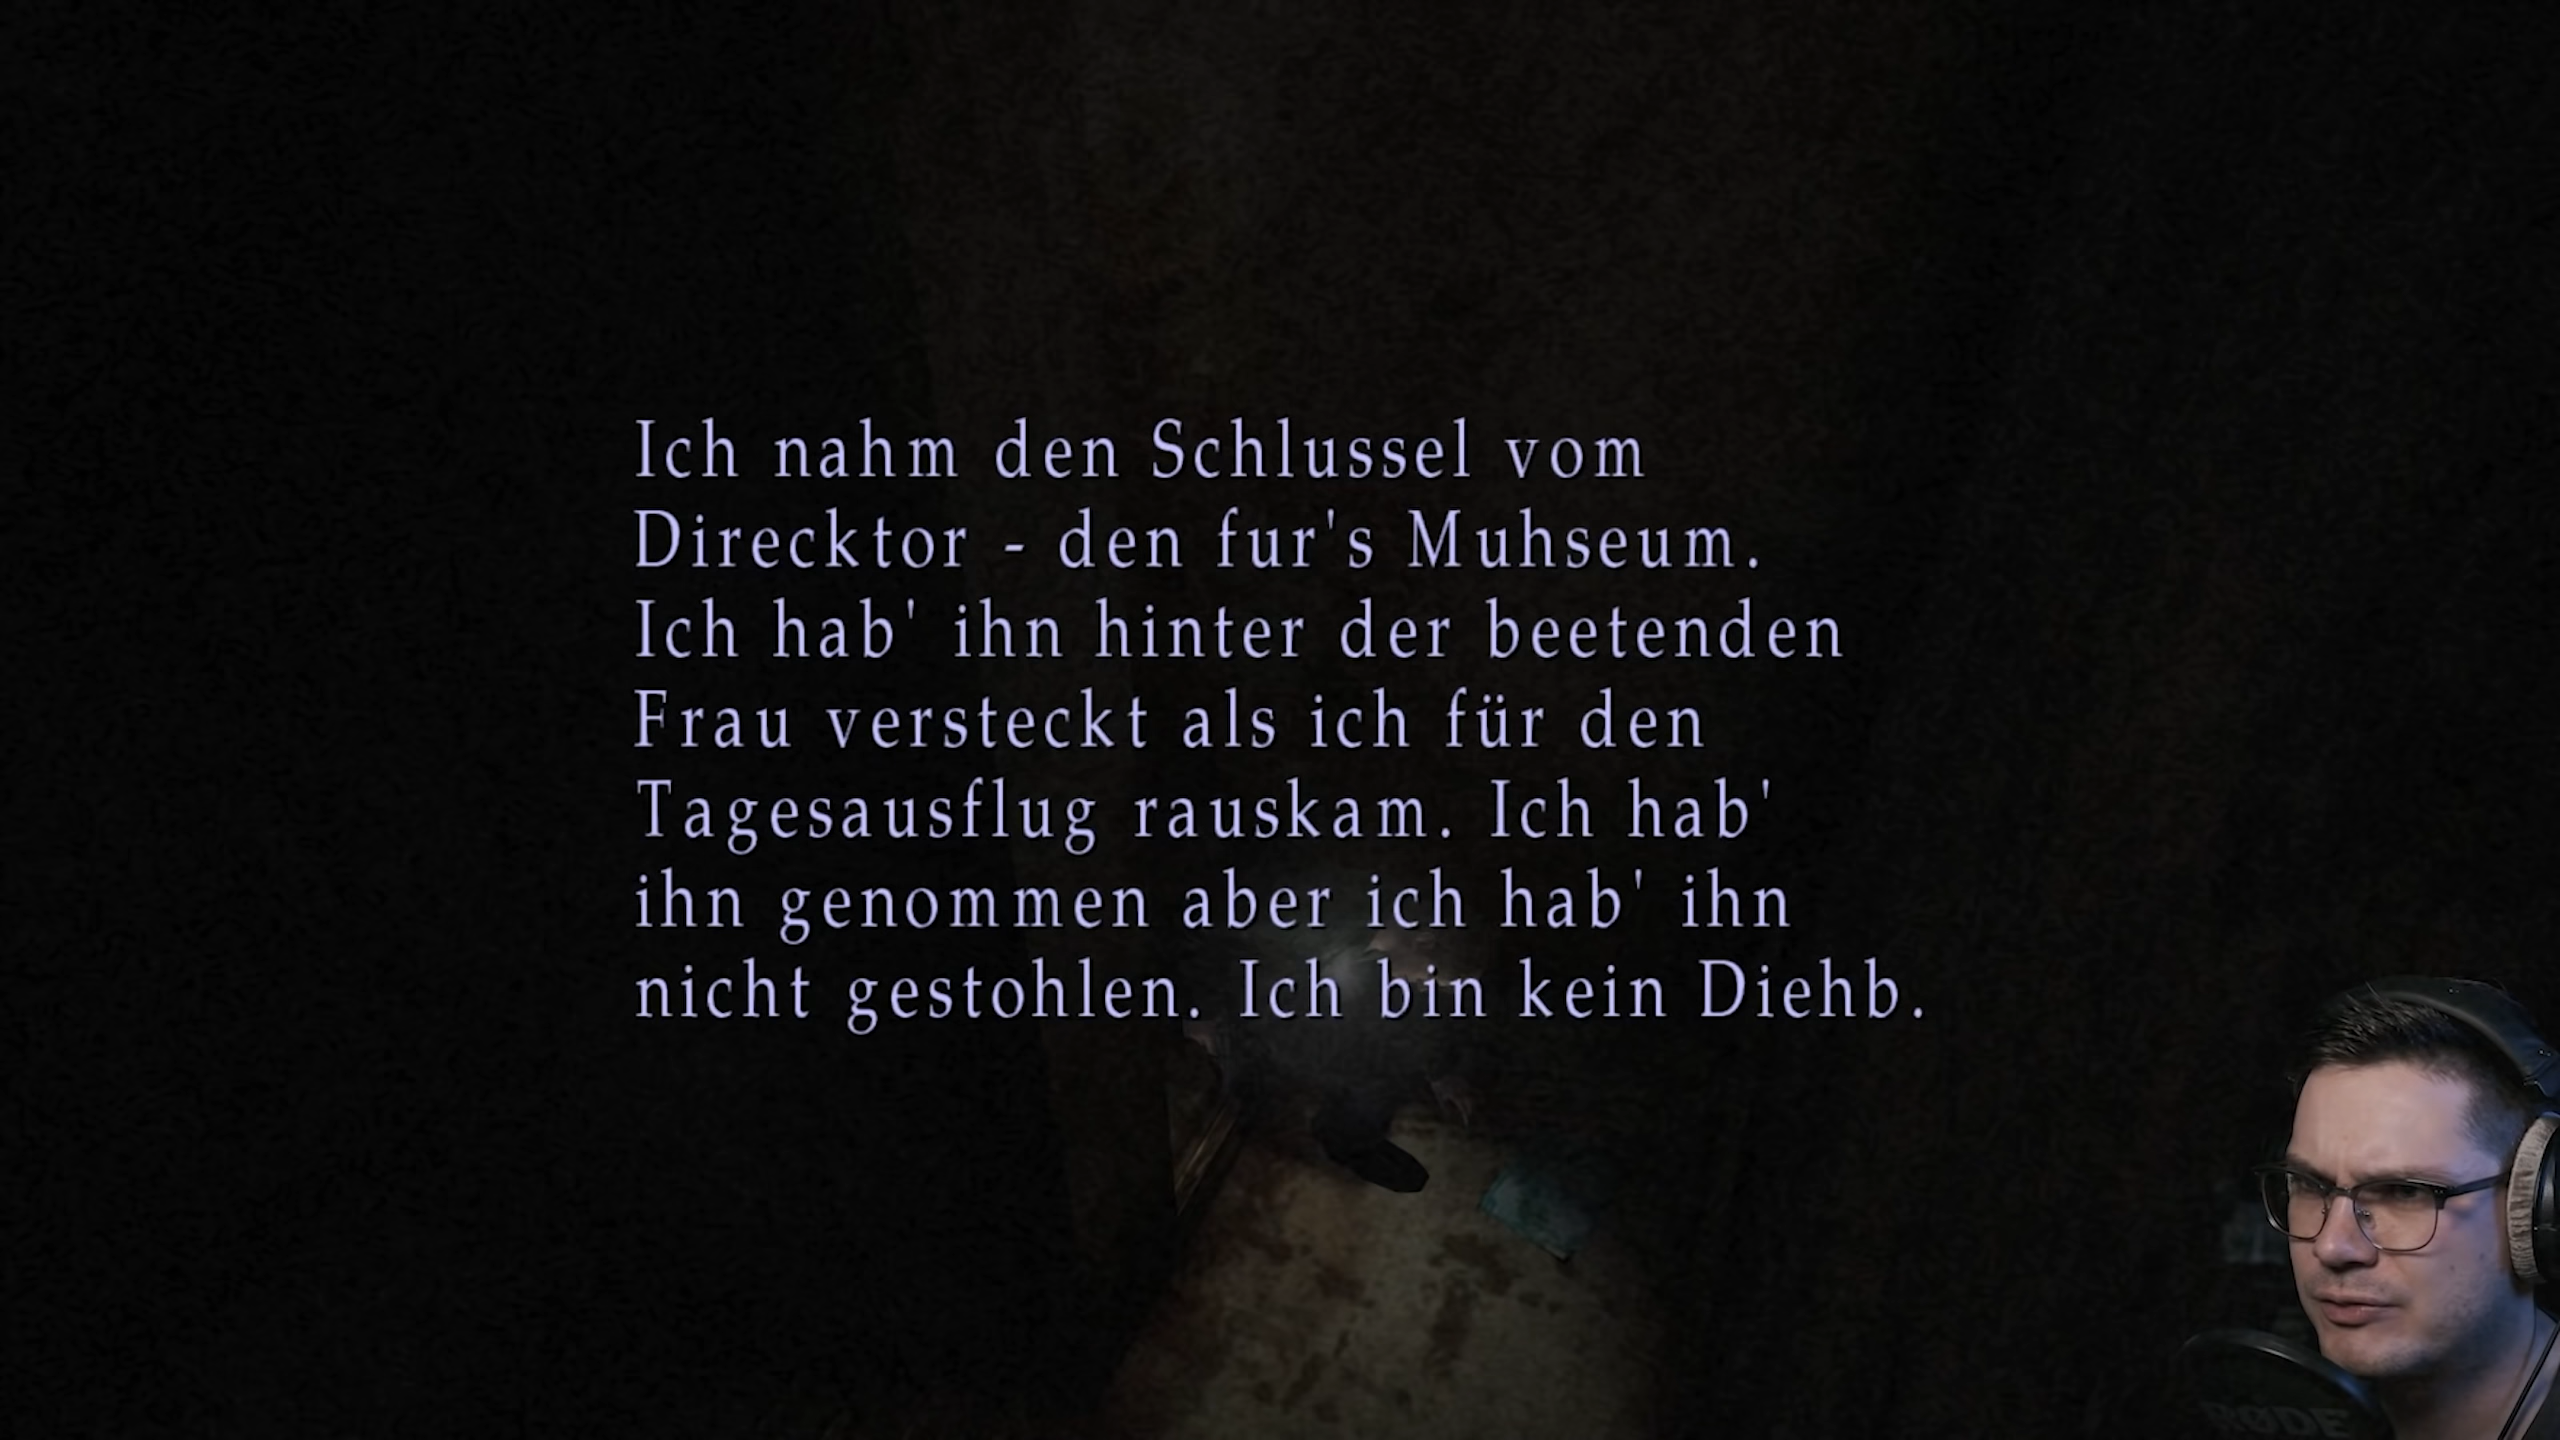 Ich nahm den Schlussel vom
Direcktor - den fur's Muhseum.
Ich hab' ihn hinter der beetenden
Frau versteckt als ich für den
Tagesausflug rauskam. Ich hab'
ihn genommen aber ich hab' ihn
nicht gestohlen. Ich bin kein Diehb.
RØDE